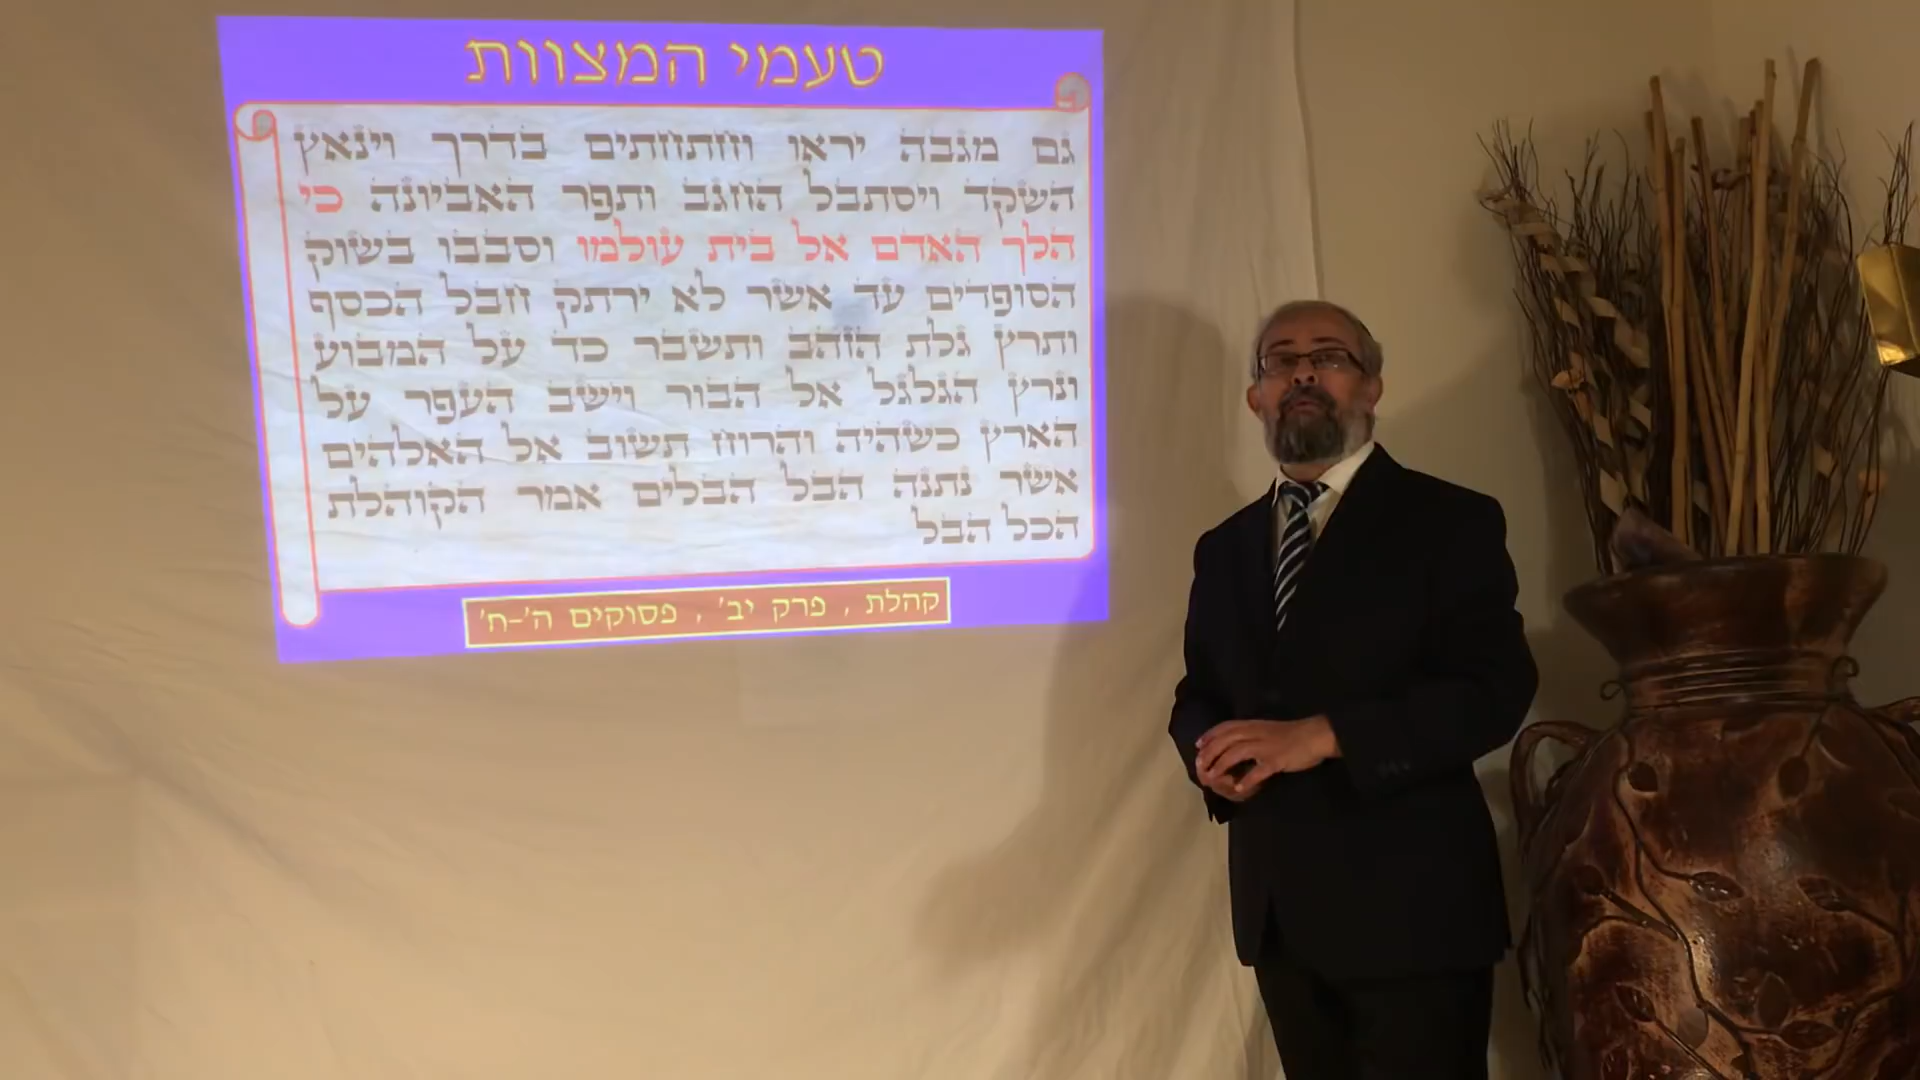 טעמי המצוות
גם מגבה יראו וחתחתים בדרך וינאץ
השקד ויסתבל החגב ותפר האביונה כי
הלך האדם אל בית עולמו וסבבו בשוק
הסופדים עד אשר לא ירתק חבל הכסף
ותרץ גלת הזהב ותשבר כד על המבוע
ונרץ הגלגל אל הבור וישב העפר על
הארץ כשהיה והרוח תשוב אל האלהים
אשר נתנה הבל הבלים אמר הקוהלת
הכל הבל
קהלת , פרק יב' , פסוקים ה'-ח'